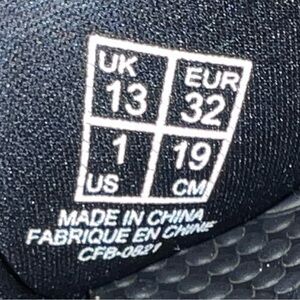 UK EUR
13 32
1 19
US CM
MADE IN CHINA
FABRIQUE EN CHINE
CFB-0821